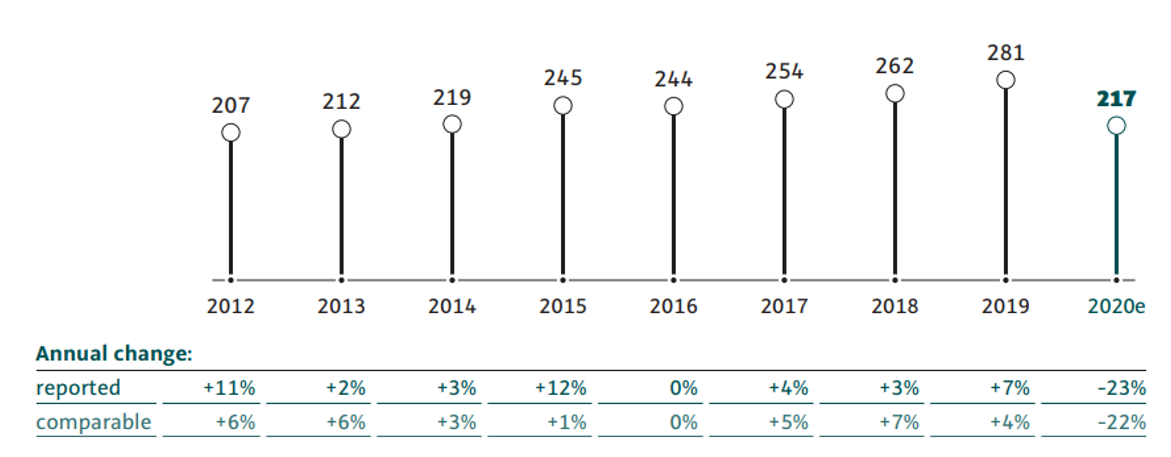 207 212 219 245 244 254 262 281 217
2012 2013 2014 2015 2016 2017 2018 2019 2020e
Annual change:
reported +11% +2% +3% +12% 0% +4% +3% +7% -23%
comparable +6% +6% +3% +1% 0% +5% +7% +4% -22%